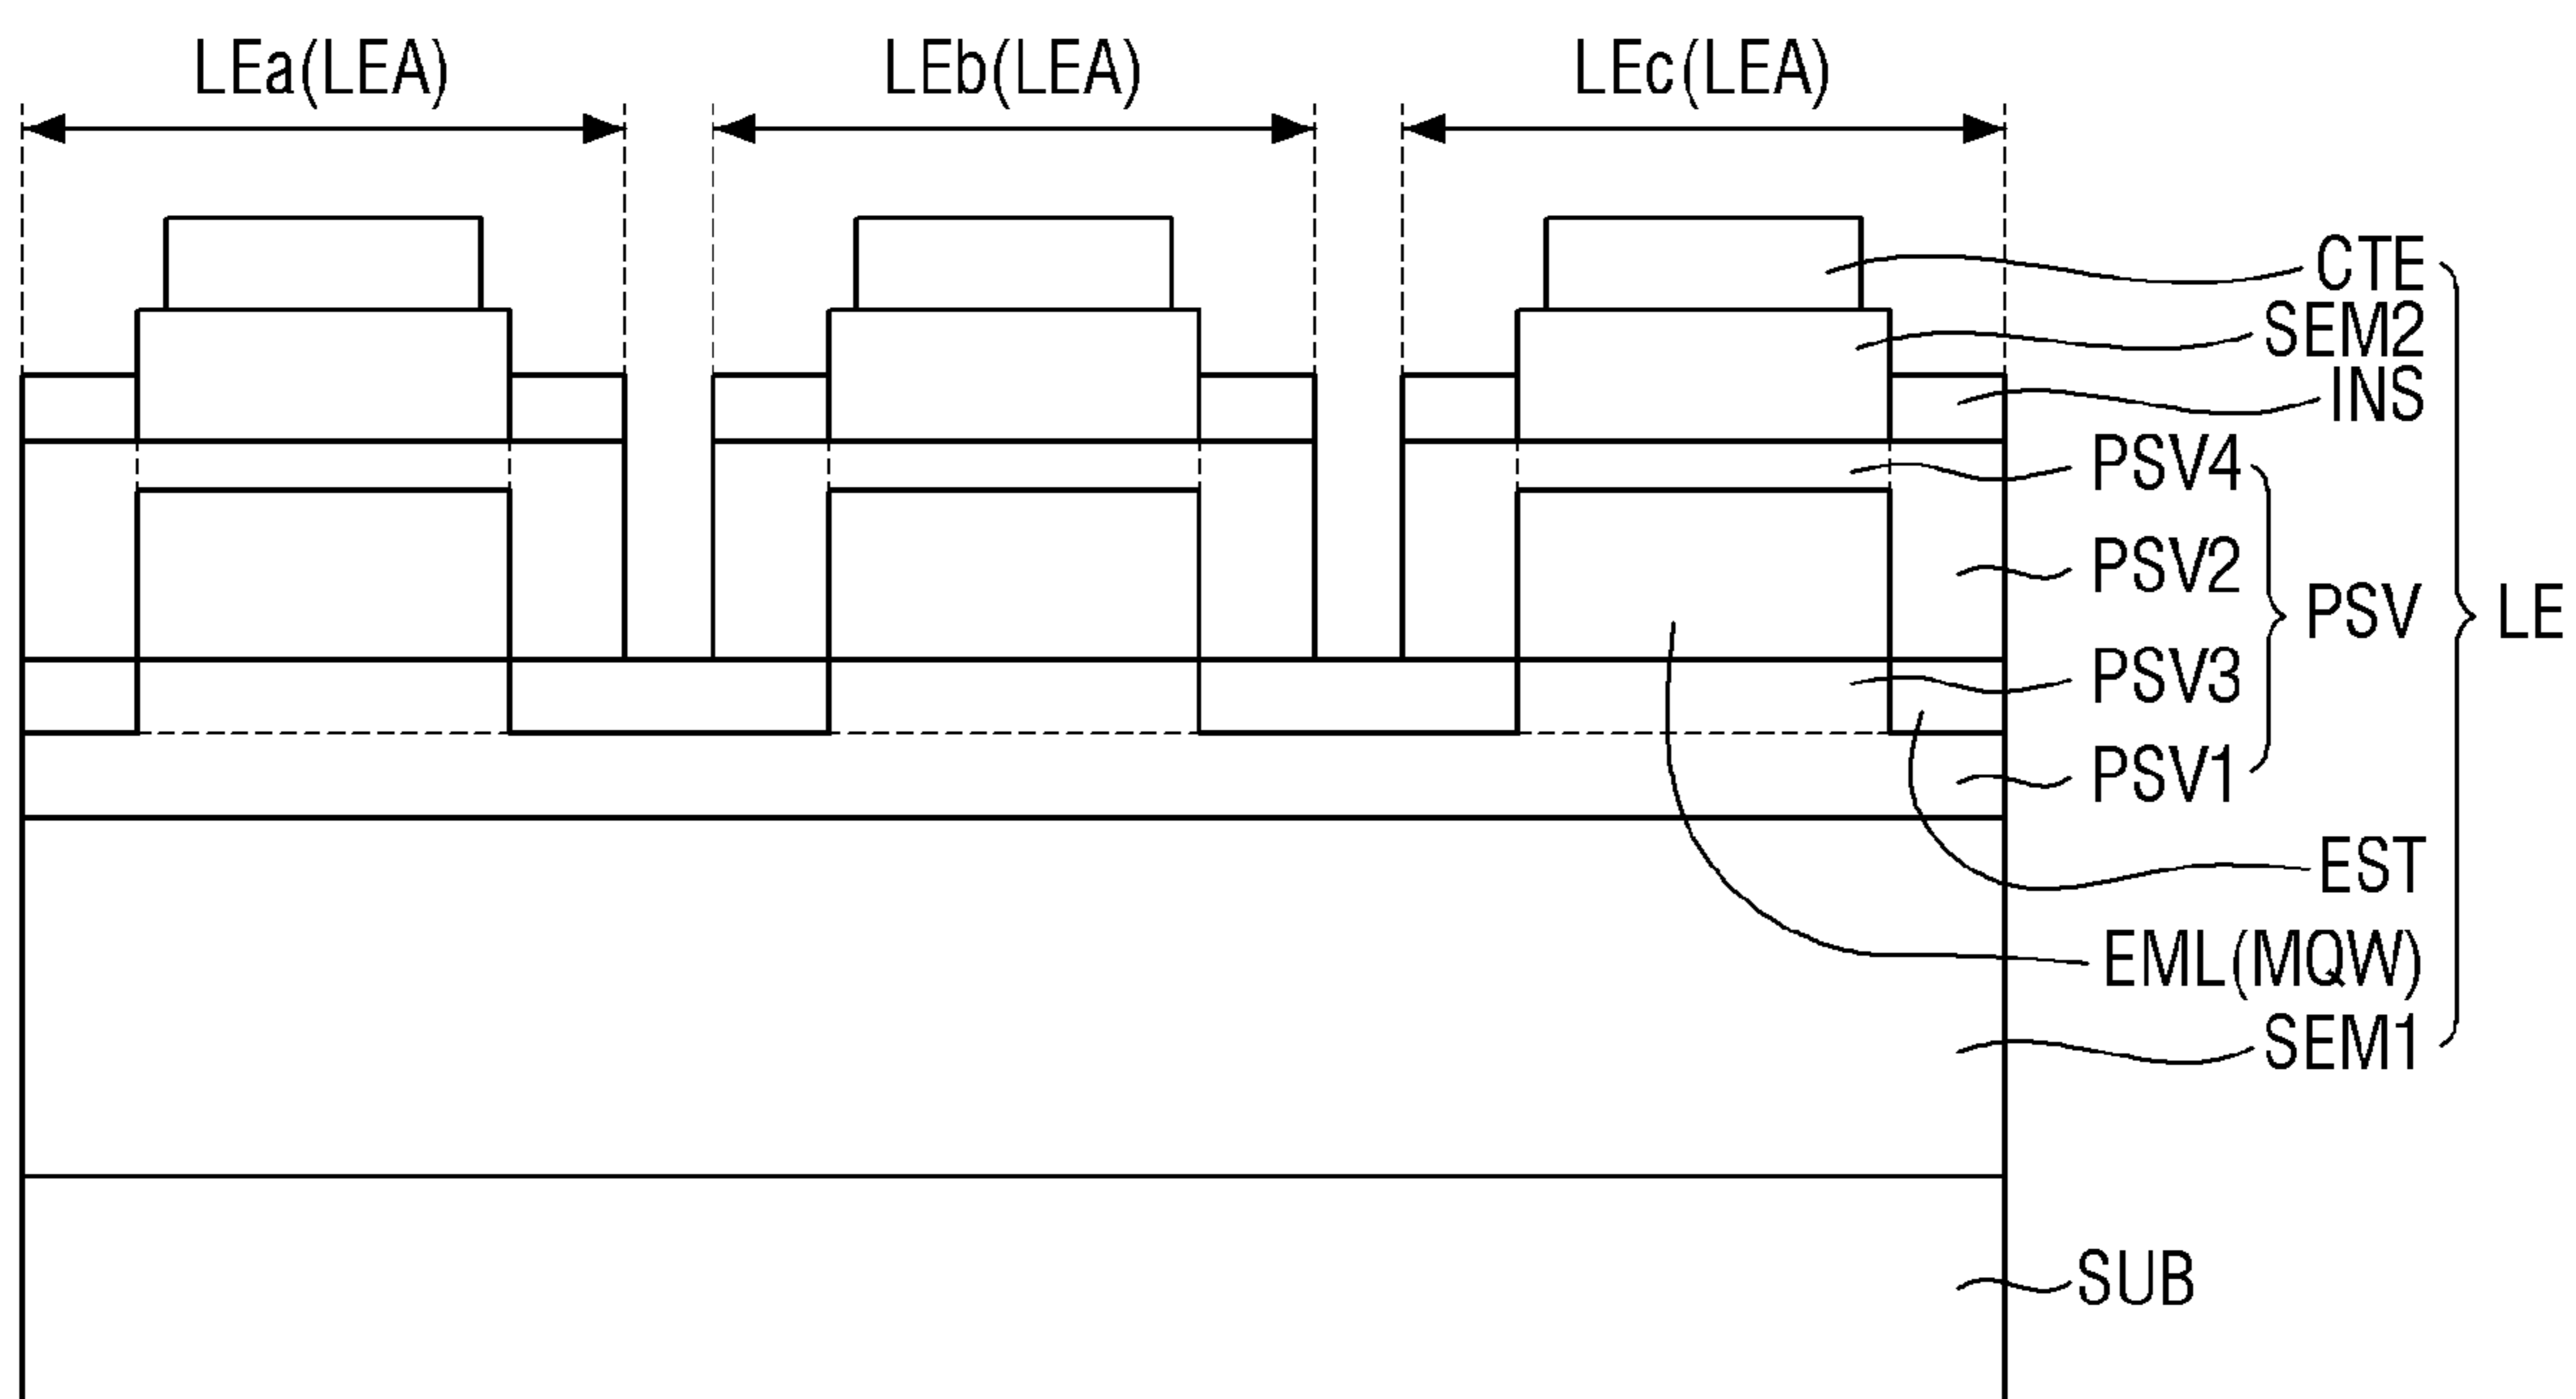 LEa(LEA)
LEb(LEA)
LEc(LEA)
CTE
SEM2
INS
PSV4
PSV2
PSV
LE
PSV3
PSV1
EST
EML(MQW)
SEM1
SUB